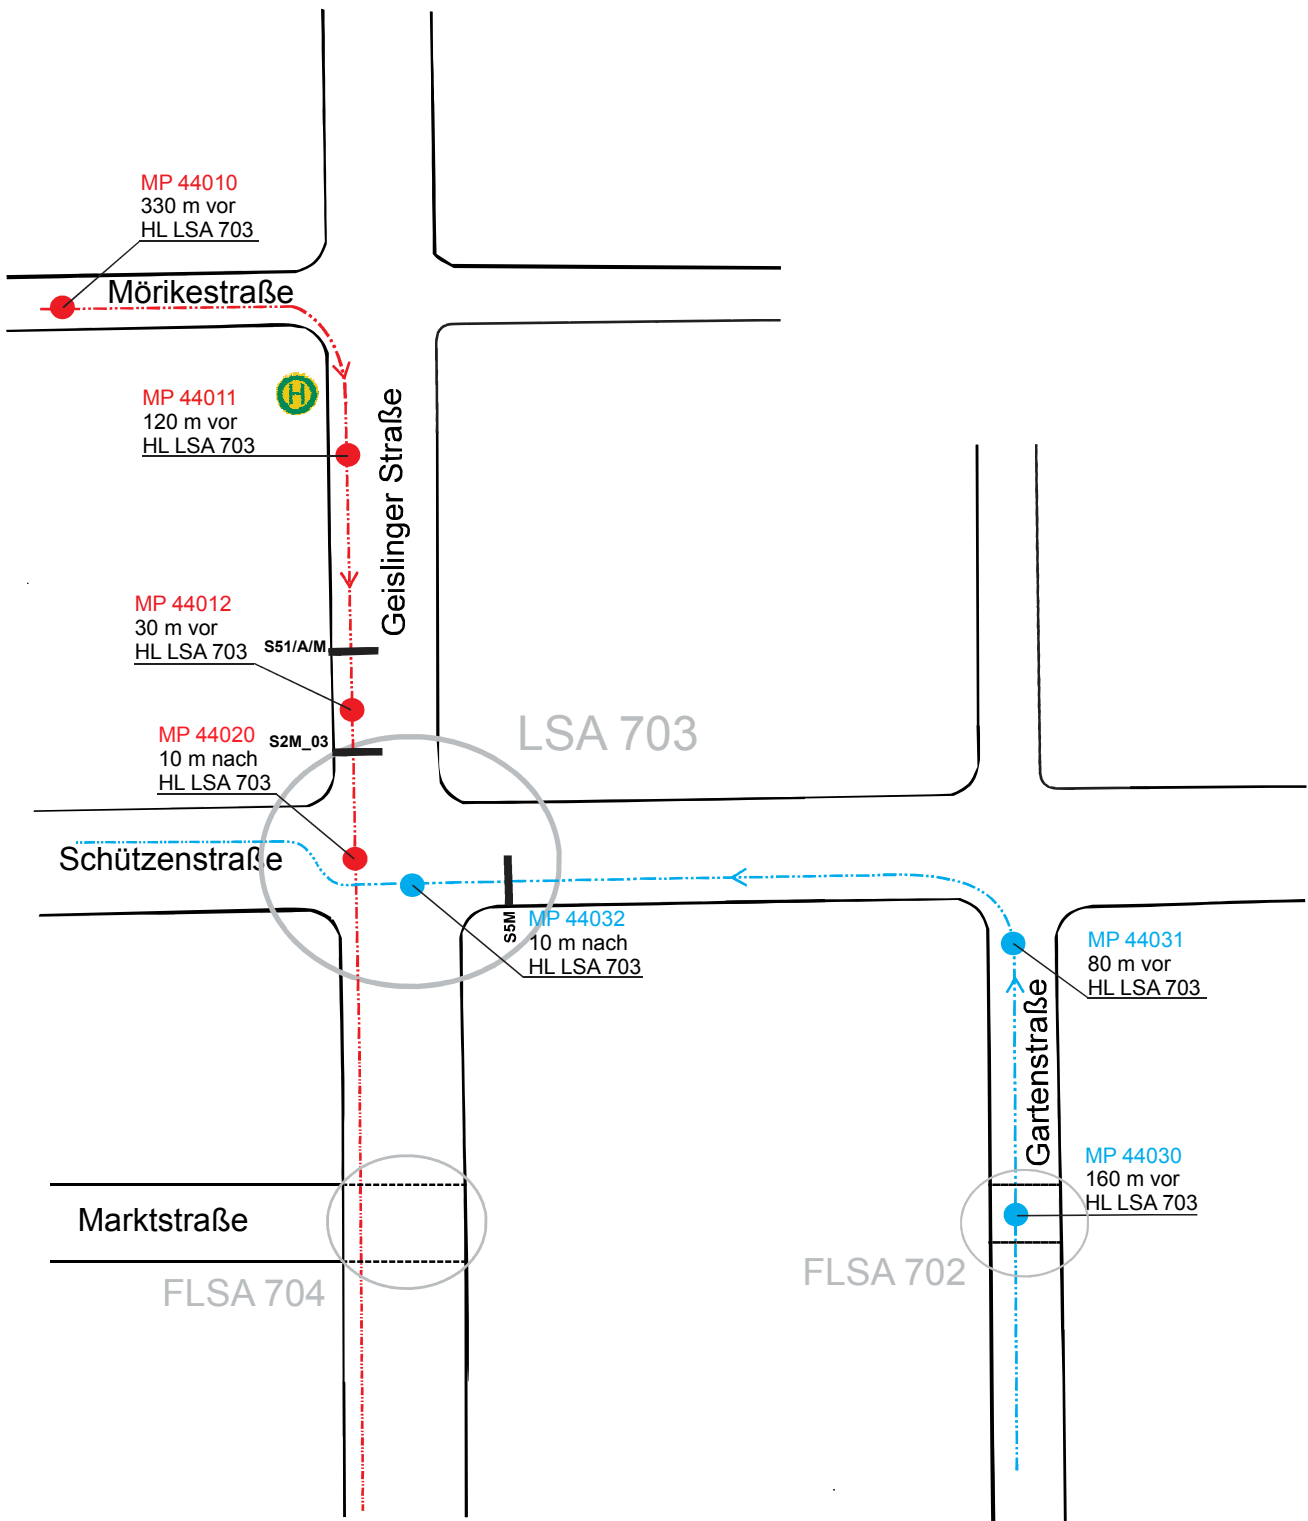 MP 44010
330 m vor
HL LSA 703
Mörikestraße
H
MP 44011
120 m vor
HL LSA 703
Geislinger Straße
MP 44012
30 m vor
HL LSA 703
S51/A/M
MP 44020
10 m nach
HL LSA 703
S2M_03
LSA 703
Schützenstraße
S5M
MP 44032
10 m nach
HL LSA 703
MP 44031
80 m vor
HL LSA 703
Gartenstraße
MP 44030
160 m vor
HL LSA 703
Marktstraße
FLSA 704
FLSA 702